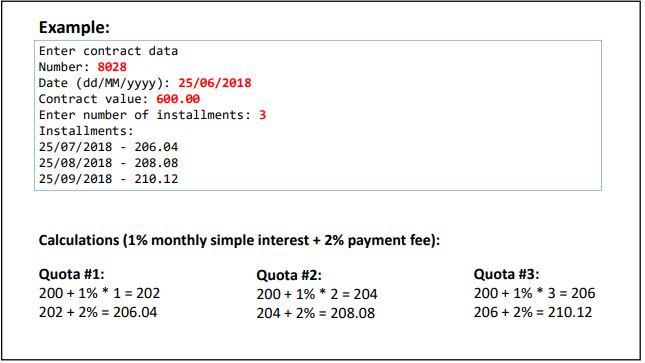 Example:
Enter contract data
Number: 8028
Date (dd/MM/yyyy): 25/06/2018
Contract value: 600.00
Enter number of installments: 3
Installments:
25/07/2018 - 206.04
25/08/2018 - 208.08
25/09/2018 - 210.12
Calculations (1% monthly simple interest + 2% payment fee):
Quota #1:
200 + 1% * 1 = 202
202 + 2% = 206.04
Quota #2:
200 + 1% * 2 = 204
204 + 2% = 208.08
Quota #3:
200 + 1% * 3 = 206
206 + 2% = 210.12